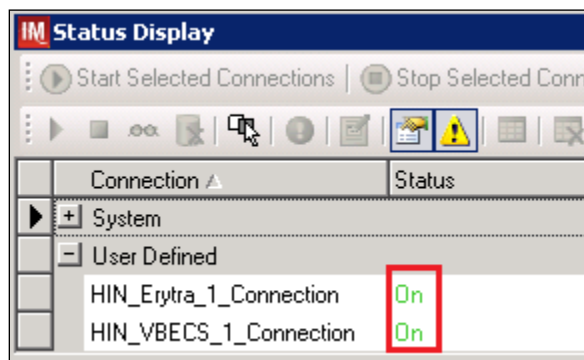 IM Status Display
Start Selected Connections | Stop Selected Conn
Connection Status
System
User Defined
HIN_Erytra_1_Connection On
HIN_VBECS_1_Connection On